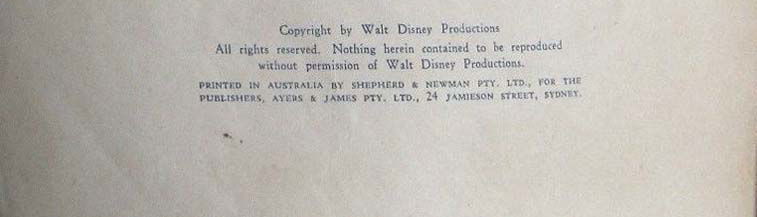 Copyright by Walt Disney Productions
All rights reserved. Nothing herein contained to be reproduced
without permission of Walt Disney Productions.
PRINTED IN AUSTRALIA BY SHEPHERD & NEWMAN PTY. LTD., FOR THE
PUBLISHERS, AYERS & JAMES PTY. LTD., 24 JAMIESON STREET, SYDNEY.